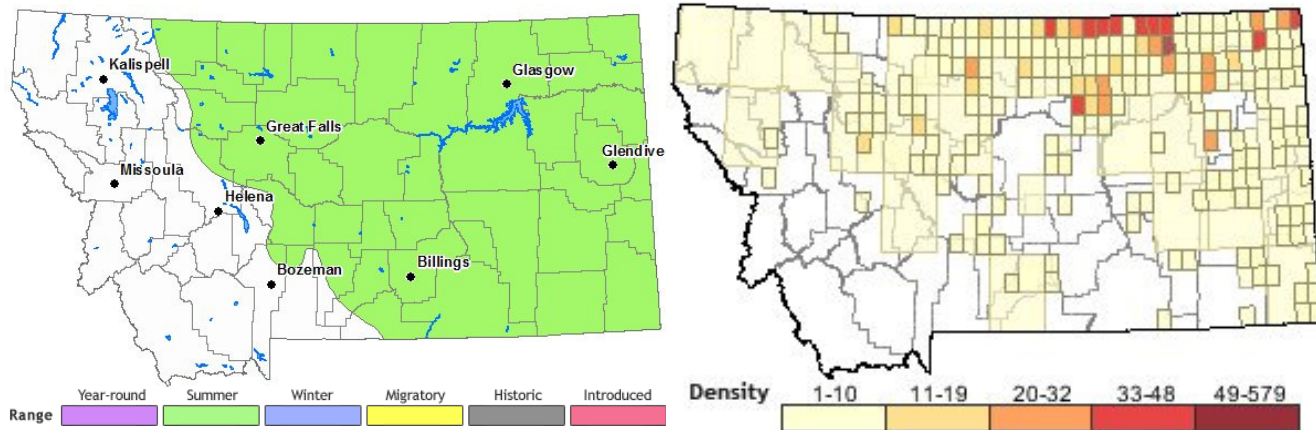 Kalispell
Glasgow
Great Falls
Glendive
Missoula
Helena
Bozeman
Billings
Year-round Summer Winter Migratory Historic Introduced
Range
Density 1-10 11-19 20-32 33-48 49-579